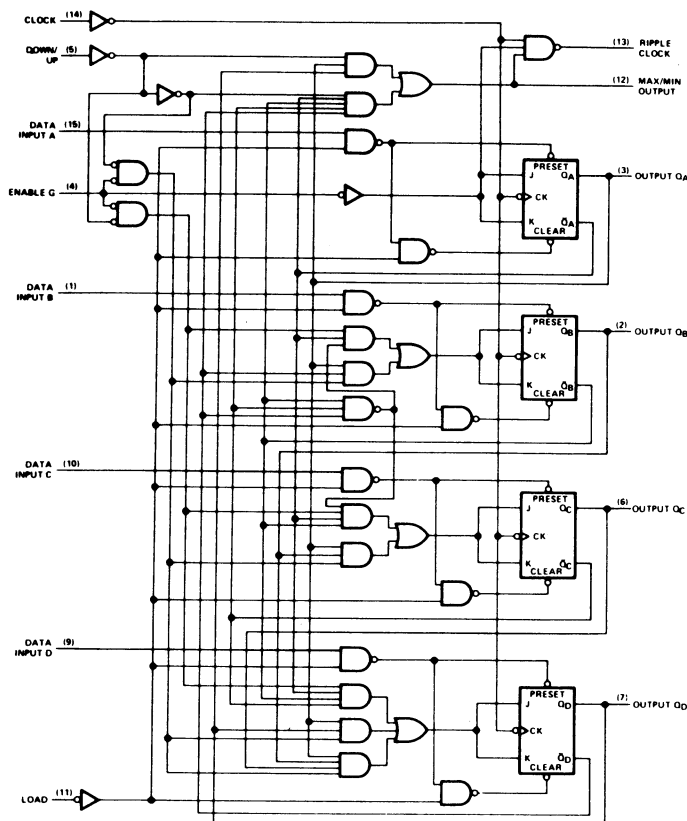 CLOCK (14)
(13) RIPPLE
CLOCK
DOWN/
UP (5)
(12) MAX/MIN
OUTPUT
DATA
INPUT A (15)
PRESET
J QA (3) OUTPUT QA
CK
K Q̄A
CLEAR
ENABLE G (4)
DATA
INPUT B (1)
PRESET
J QB (2) OUTPUT QB
CK
K Q̄B
CLEAR
DATA
INPUT C (10)
PRESET
J QC (6) OUTPUT QC
CK
K Q̄C
CLEAR
DATA
INPUT D (9)
PRESET
J QD (7) OUTPUT QD
CK
K Q̄D
CLEAR
LOAD (11)